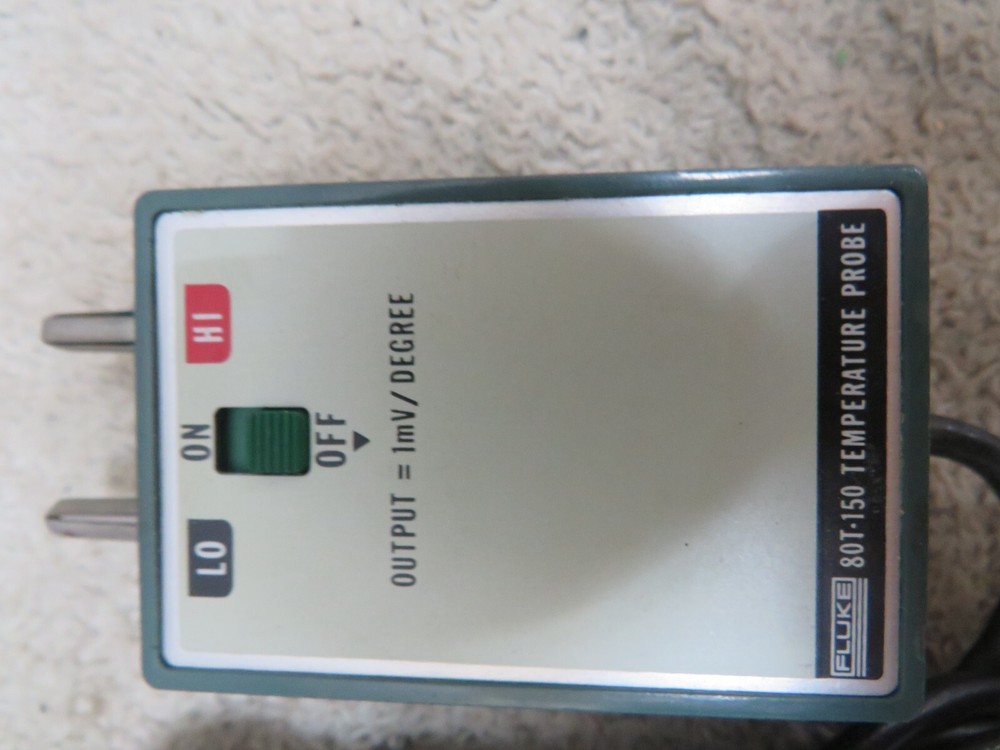 LO HI
ON
OFF
OUTPUT = 1mV/DEGREE
FLUKE 80T-150 TEMPERATURE PROBE